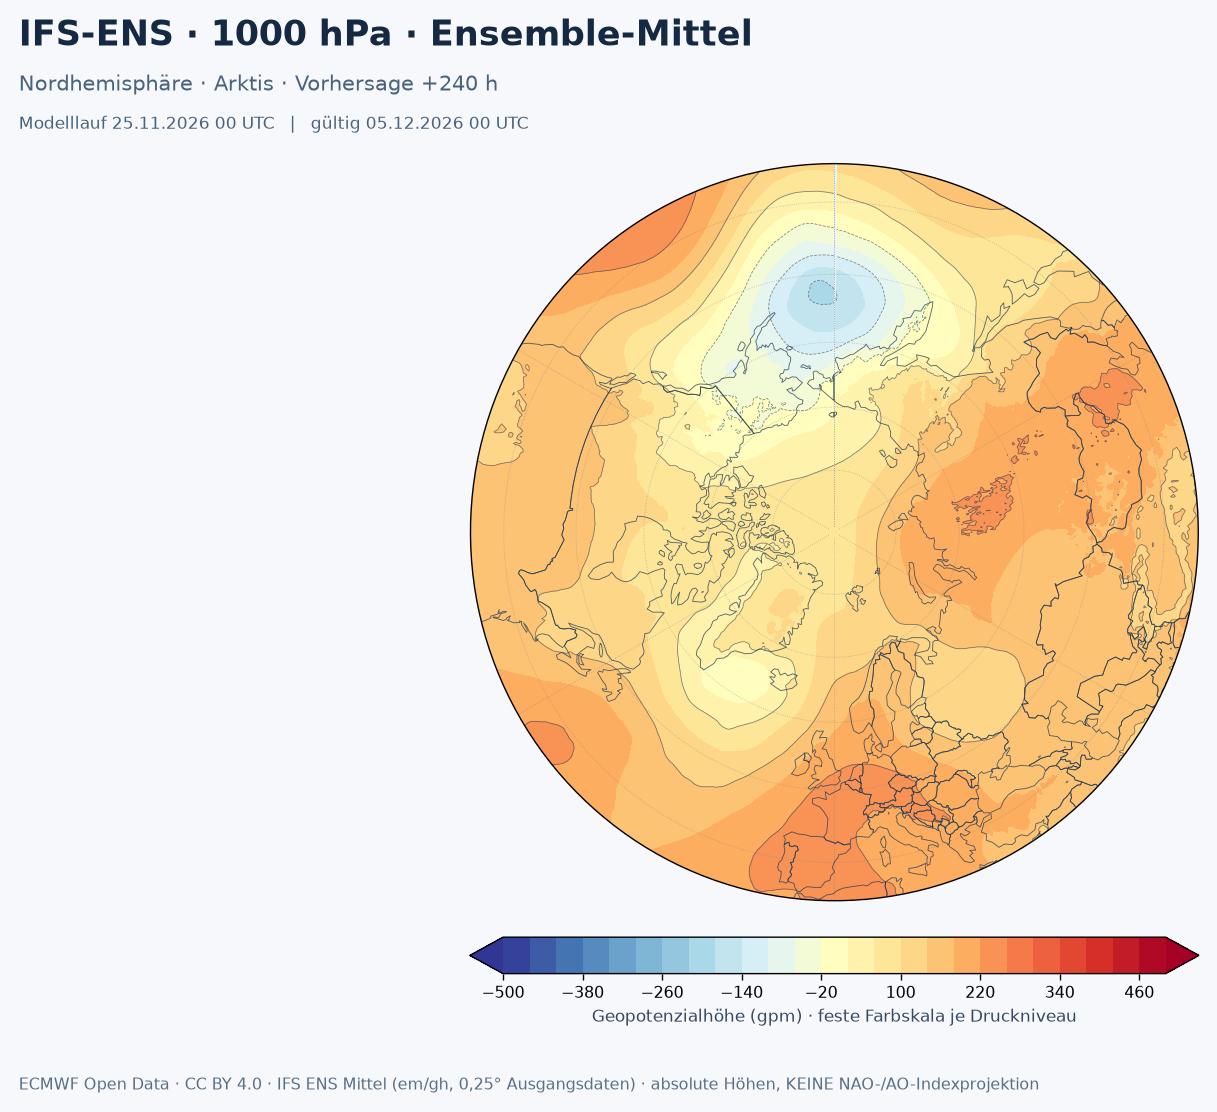 IFS-ENS · 1000 hPa · Ensemble-Mittel
Nordhemisphäre · Arktis · Vorhersage +240 h
Modelllauf 25.11.2026 00 UTC | gültig 05.12.2026 00 UTC
−500 −380 −260 −140 −20 100 220 340 460
Geopotenzialhöhe (gpm) · feste Farbskala je Druckniveau
ECMWF Open Data · CC BY 4.0 · IFS ENS Mittel (em/gh, 0,25° Ausgangsdaten) · absolute Höhen, KEINE NAO-/AO-Indexprojektion